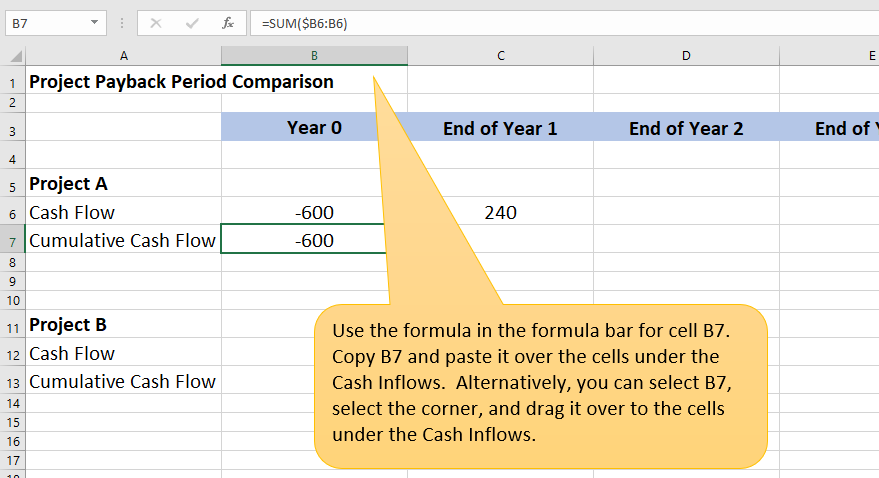 B7 fx =SUM($B6:B6)
A B C D E
1 Project Payback Period Comparison
2
3 Year 0 End of Year 1 End of Year 2 End of
4
5 Project A
6 Cash Flow -600 240
7 Cumulative Cash Flow -600
8
9
10
11 Project B
12 Cash Flow
13 Cumulative Cash Flow
14
15
16
17
Use the formula in the formula bar for cell B7.
Copy B7 and paste it over the cells under the
Cash Inflows. Alternatively, you can select B7,
select the corner, and drag it over to the cells
under the Cash Inflows.